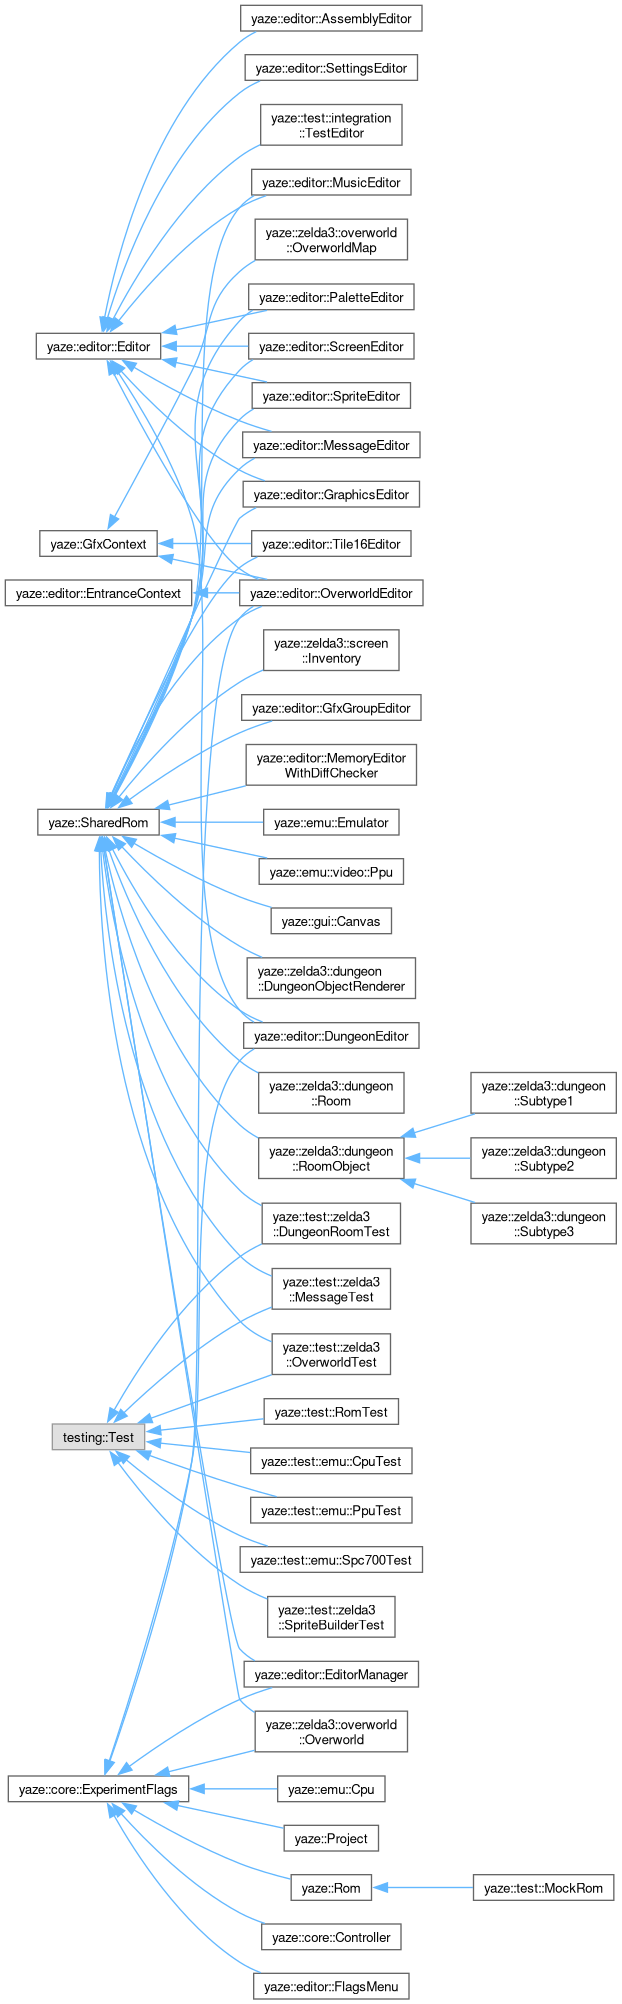 yaze::editor::AssemblyEditor
yaze::editor::SettingsEditor
yaze::test::integration
::TestEditor
yaze::editor::MusicEditor
yaze::zelda3::overworld
::OverworldMap
yaze::editor::PaletteEditor
yaze::editor::Editor
yaze::editor::ScreenEditor
yaze::editor::SpriteEditor
yaze::editor::MessageEditor
yaze::editor::GraphicsEditor
yaze::GfxContext
yaze::editor::Tile16Editor
yaze::editor::EntranceContext
yaze::editor::OverworldEditor
yaze::zelda3::screen
::Inventory
yaze::editor::GfxGroupEditor
yaze::editor::MemoryEditor
WithDiffChecker
yaze::SharedRom
yaze::emu::Emulator
yaze::emu::video::Ppu
yaze::gui::Canvas
yaze::zelda3::dungeon
::DungeonObjectRenderer
yaze::editor::DungeonEditor
yaze::zelda3::dungeon
::Room
yaze::zelda3::dungeon
::Subtype1
yaze::zelda3::dungeon
::RoomObject
yaze::zelda3::dungeon
::Subtype2
yaze::zelda3::dungeon
::Subtype3
yaze::test::zelda3
::DungeonRoomTest
yaze::test::zelda3
::MessageTest
yaze::test::zelda3
::OverworldTest
yaze::test::RomTest
testing::Test
yaze::test::emu::CpuTest
yaze::test::emu::PpuTest
yaze::test::emu::Spc700Test
yaze::test::zelda3
::SpriteBuilderTest
yaze::editor::EditorManager
yaze::zelda3::overworld
::Overworld
yaze::core::ExperimentFlags
yaze::emu::Cpu
yaze::Project
yaze::Rom
yaze::test::MockRom
yaze::core::Controller
yaze::editor::FlagsMenu